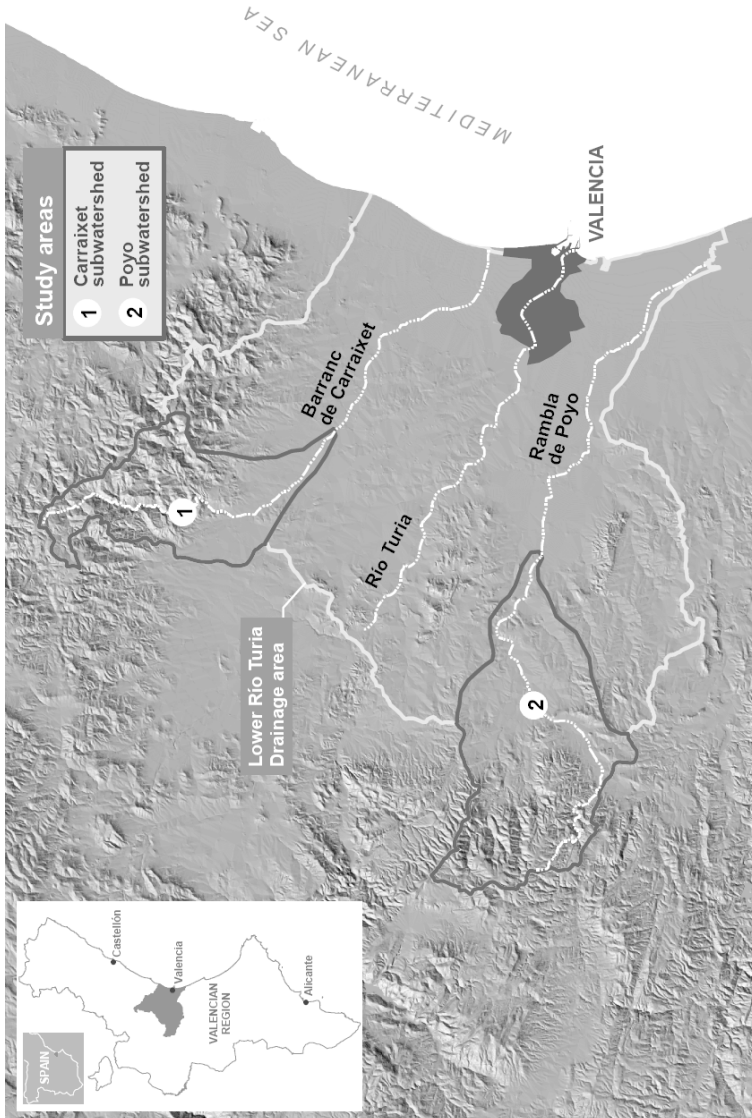 MEDITERRANEAN SEA
Study areas
1 Carraixet
subwatershed
2 Poyo
subwatershed
VALENCIA
Barranc
de Carraixet
1
Río Turia
Rambla
de Poyo
Lower Río Turia
Drainage area
2
SPAIN
Castellón
Valencia
VALENCIAN
REGION
Alicante